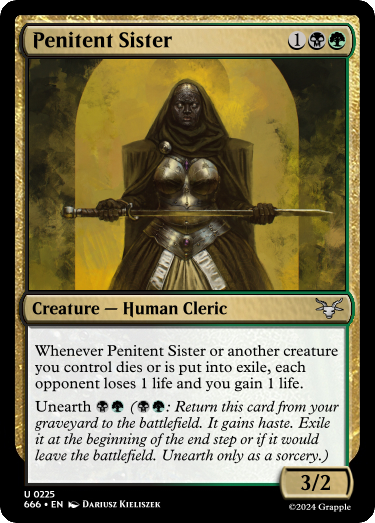 Penitent Sister 1
Creature — Human Cleric
Whenever Penitent Sister or another creature
you control dies or is put into exile, each
opponent loses 1 life and you gain 1 life.
Unearth (: Return this card from your
graveyard to the battlefield. It gains haste. Exile
it at the beginning of the end step or if it would
leave the battlefield. Unearth only as a sorcery.)
3/2
U 0225
666 • EN DARIUSZ KIELISZEK
©2024 Grapple